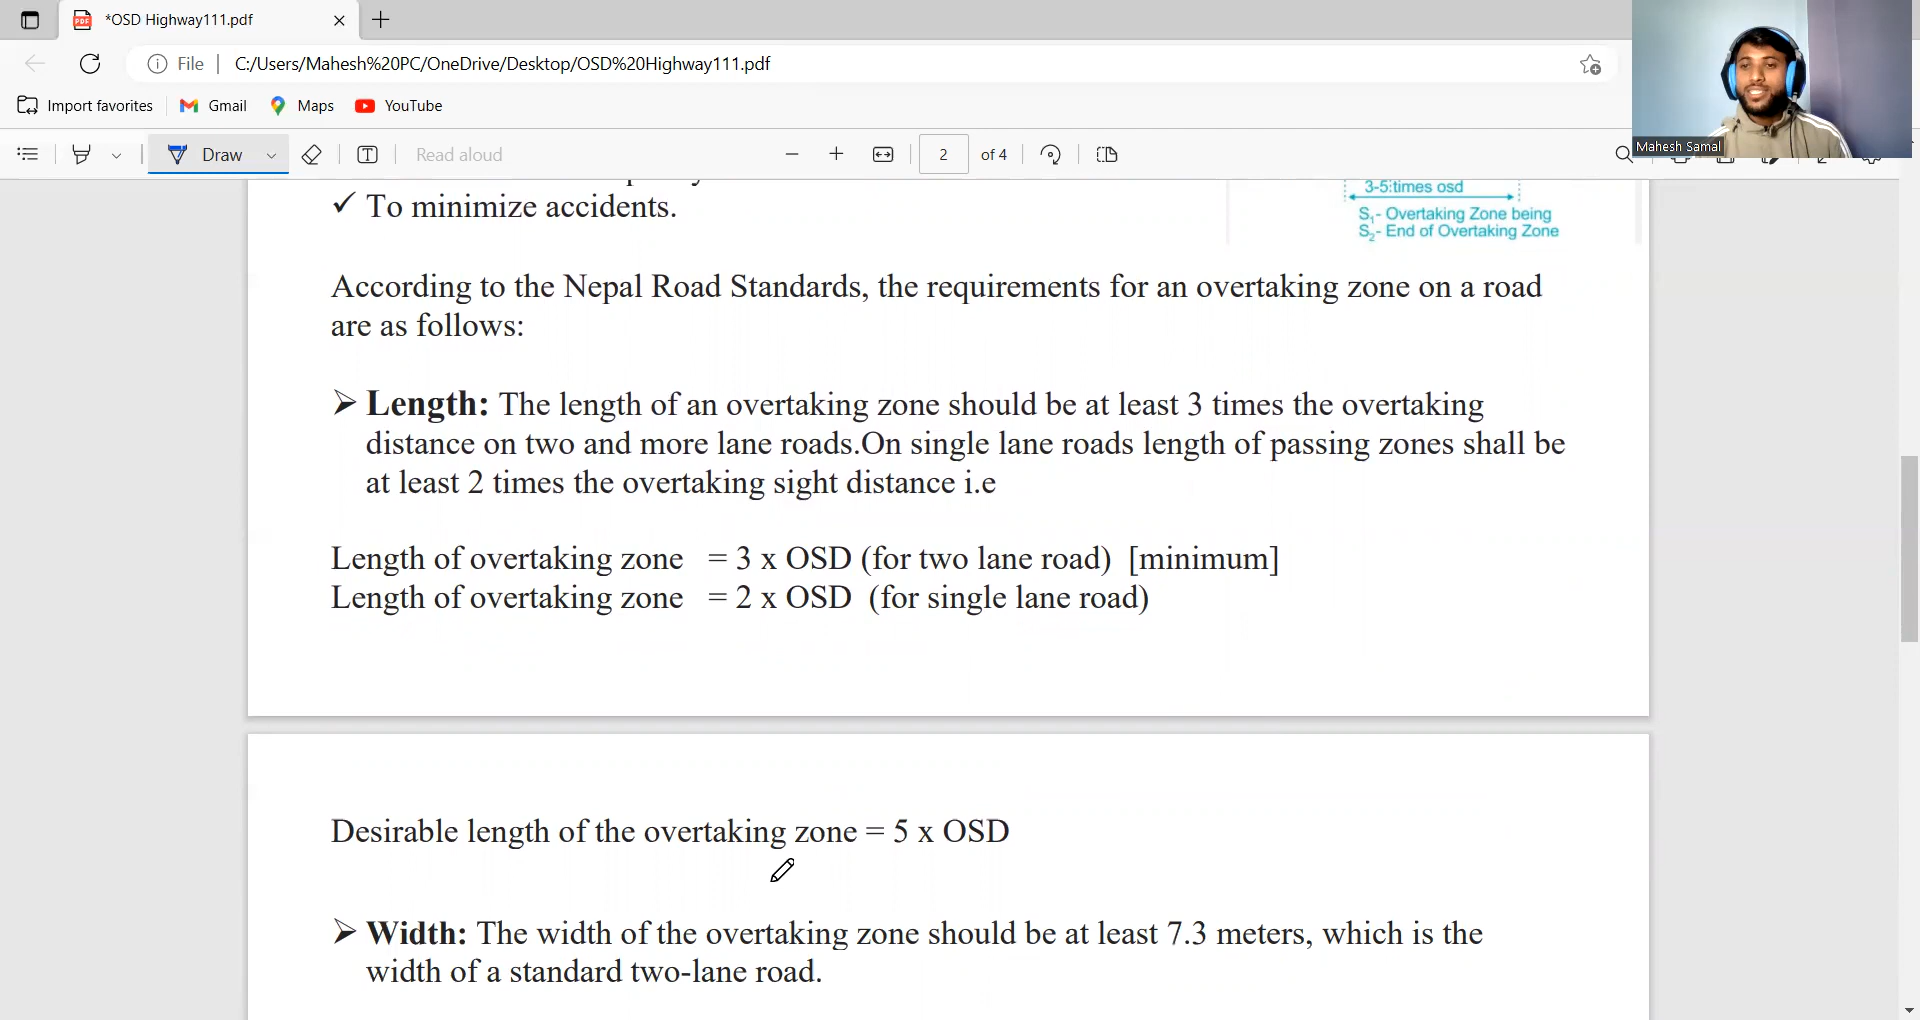 *OSD Highway111.pdf
File
C:/Users/Mahesh%20PC/OneDrive/Desktop/OSD%20Highway111.pdf
Import favorites
Gmail
Maps
YouTube
Draw
Read aloud
2
of 4
Mahesh Samal
✓ To minimize accidents.
3-5:times osd
S1- Overtaking Zone being
S2- End of Overtaking Zone
According to the Nepal Road Standards, the requirements for an overtaking zone on a road
are as follows:
➢ Length: The length of an overtaking zone should be at least 3 times the overtaking
distance on two and more lane roads.On single lane roads length of passing zones shall be
at least 2 times the overtaking sight distance i.e
Length of overtaking zone = 3 x OSD (for two lane road) [minimum]
Length of overtaking zone = 2 x OSD (for single lane road)
Desirable length of the overtaking zone = 5 x OSD
➢ Width: The width of the overtaking zone should be at least 7.3 meters, which is the
width of a standard two-lane road.